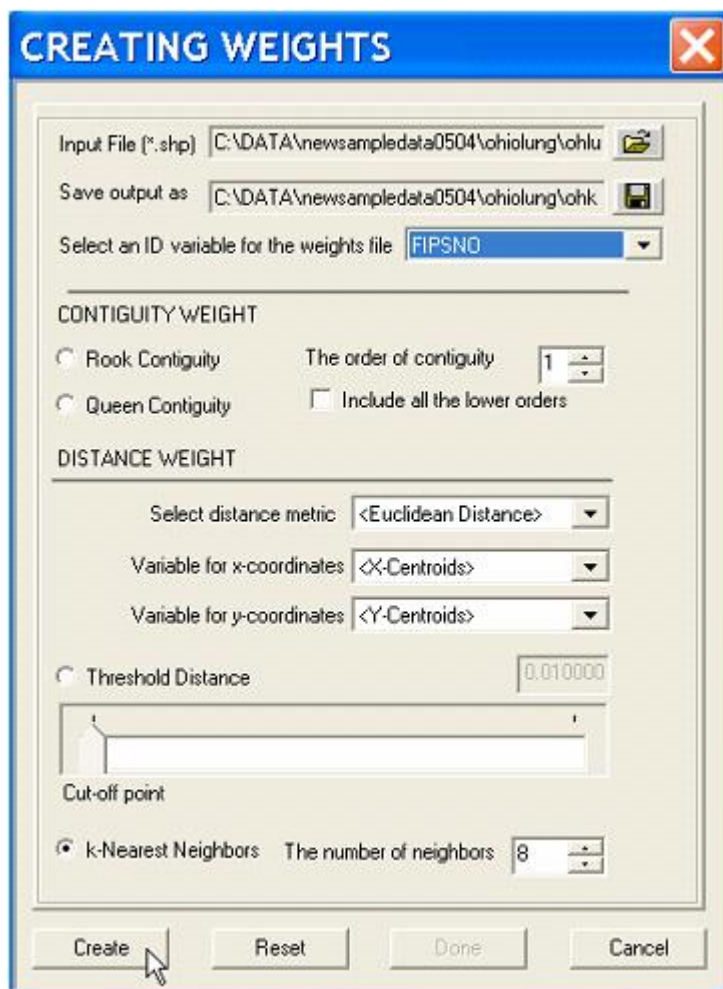 CREATING WEIGHTS
Input File (*.shp) C:\DATA\newsampledata0504\ohiolung\ohlu
Save output as C:\DATA\newsampledata0504\ohiolung\ohk
Select an ID variable for the weights file FIPSNO
CONTIGUITY WEIGHT
Rook Contiguity The order of contiguity 1
Queen Contiguity Include all the lower orders
DISTANCE WEIGHT
Select distance metric <Euclidean Distance>
Variable for x-coordinates <X-Centroids>
Variable for y-coordinates <Y-Centroids>
Threshold Distance 0.010000
Cut-off point
k-Nearest Neighbors The number of neighbors 8
Create Reset Done Cancel